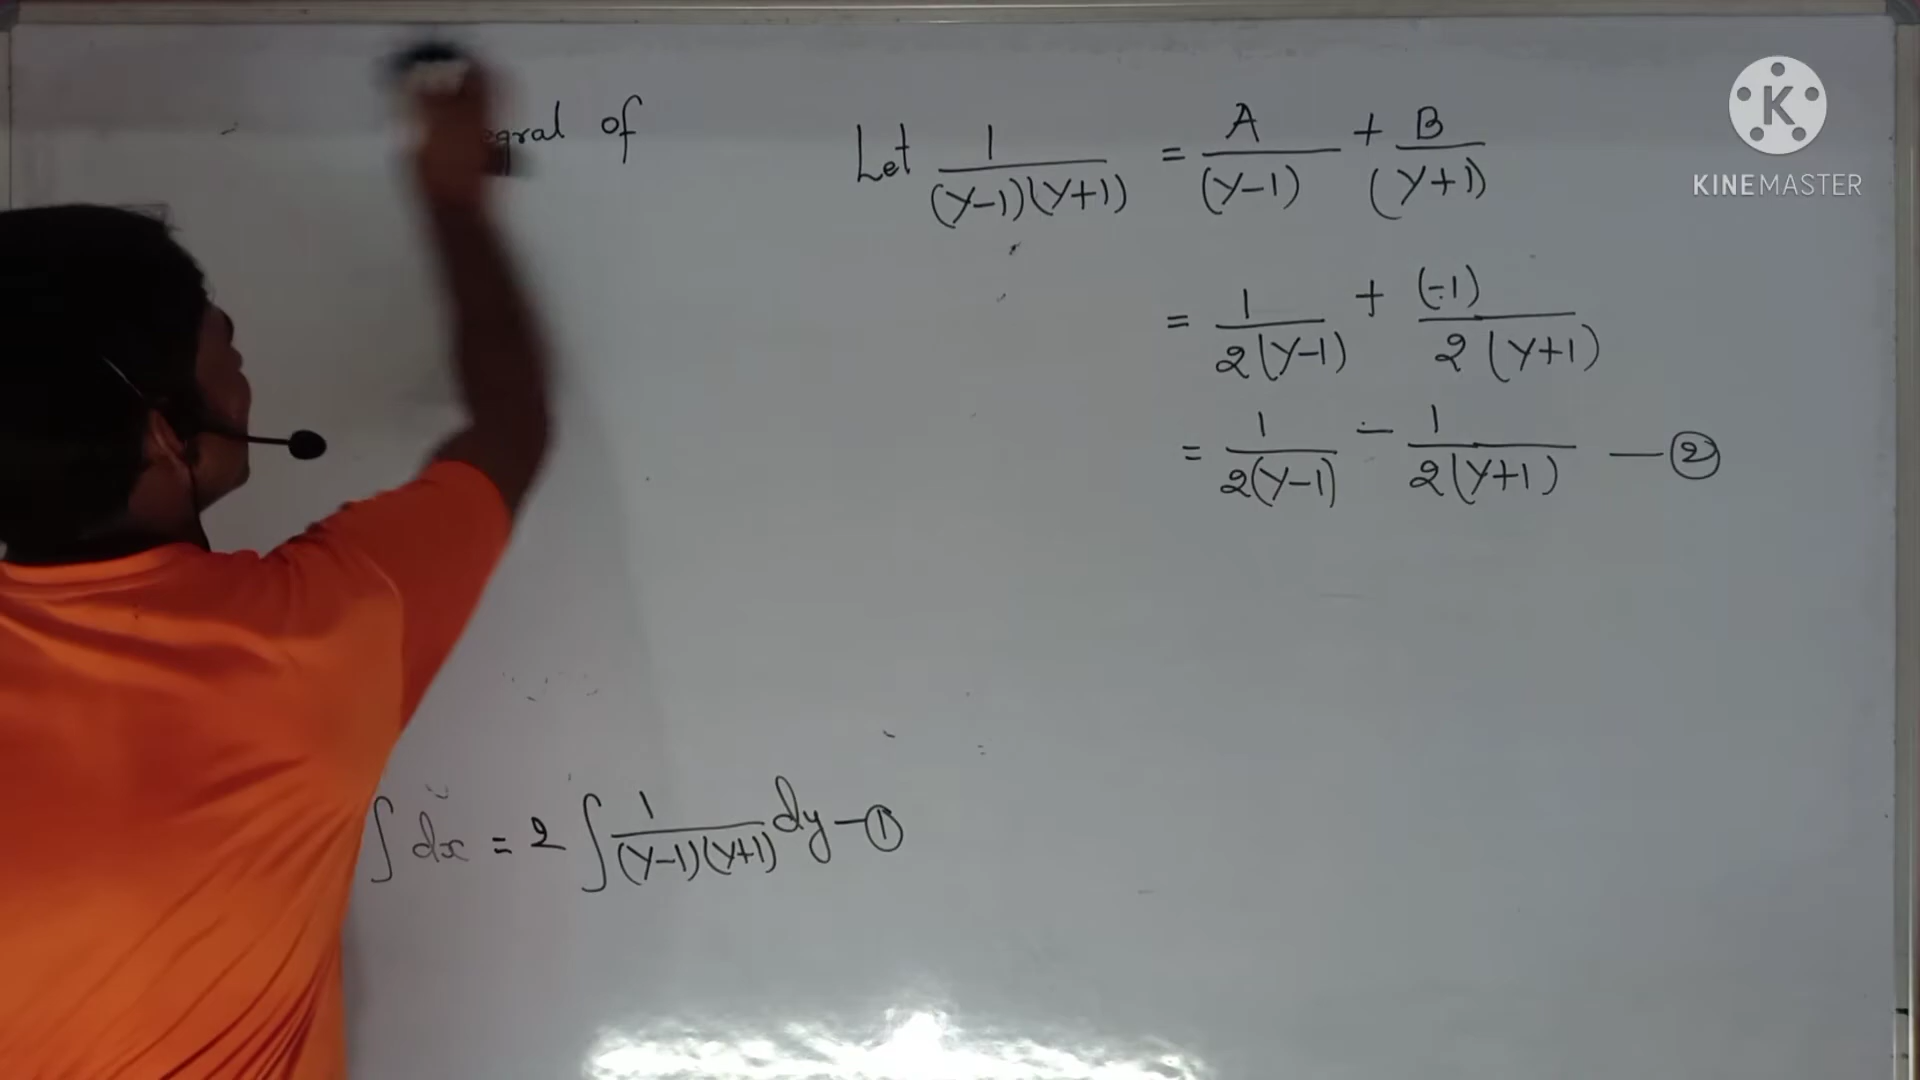 of
Let 1/((y-1)(y+1)) = A/(y-1) + B/(y+1)
= 1/(2(y-1)) + (-1)/(2(y+1))
= 1/(2(y-1)) - 1/(2(y+1)) — ②
∫ dx = 2 ∫ 1/((y-1)(y+1)) dy — ①
K
KINEMASTER